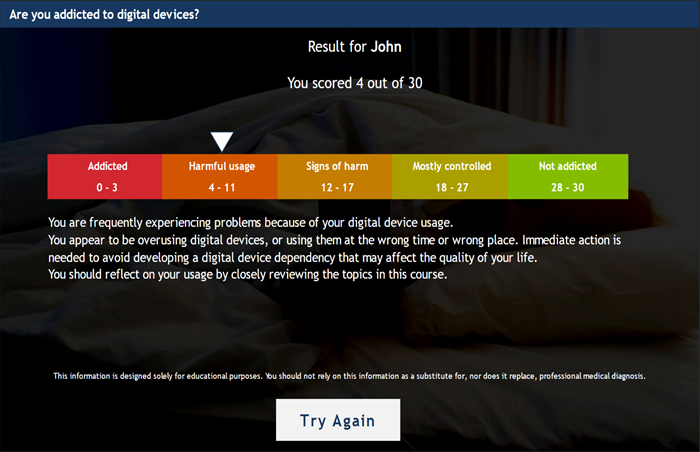 Are you addicted to digital devices?
Result for John
You scored 4 out of 30
Addicted
0 - 3
Harmful usage
4 - 11
Signs of harm
12 - 17
Mostly controlled
18 - 27
Not addicted
28 - 30
You are frequently experiencing problems because of your digital device usage.
You appear to be overusing digital devices, or using them at the wrong time or wrong place. Immediate action is
needed to avoid developing a digital device dependency that may affect the quality of your life.
You should reflect on your usage by closely reviewing the topics in this course.
This information is designed solely for educational purposes. You should not rely on this information as a substitute for, nor does it replace, professional medical diagnosis.
Try Again